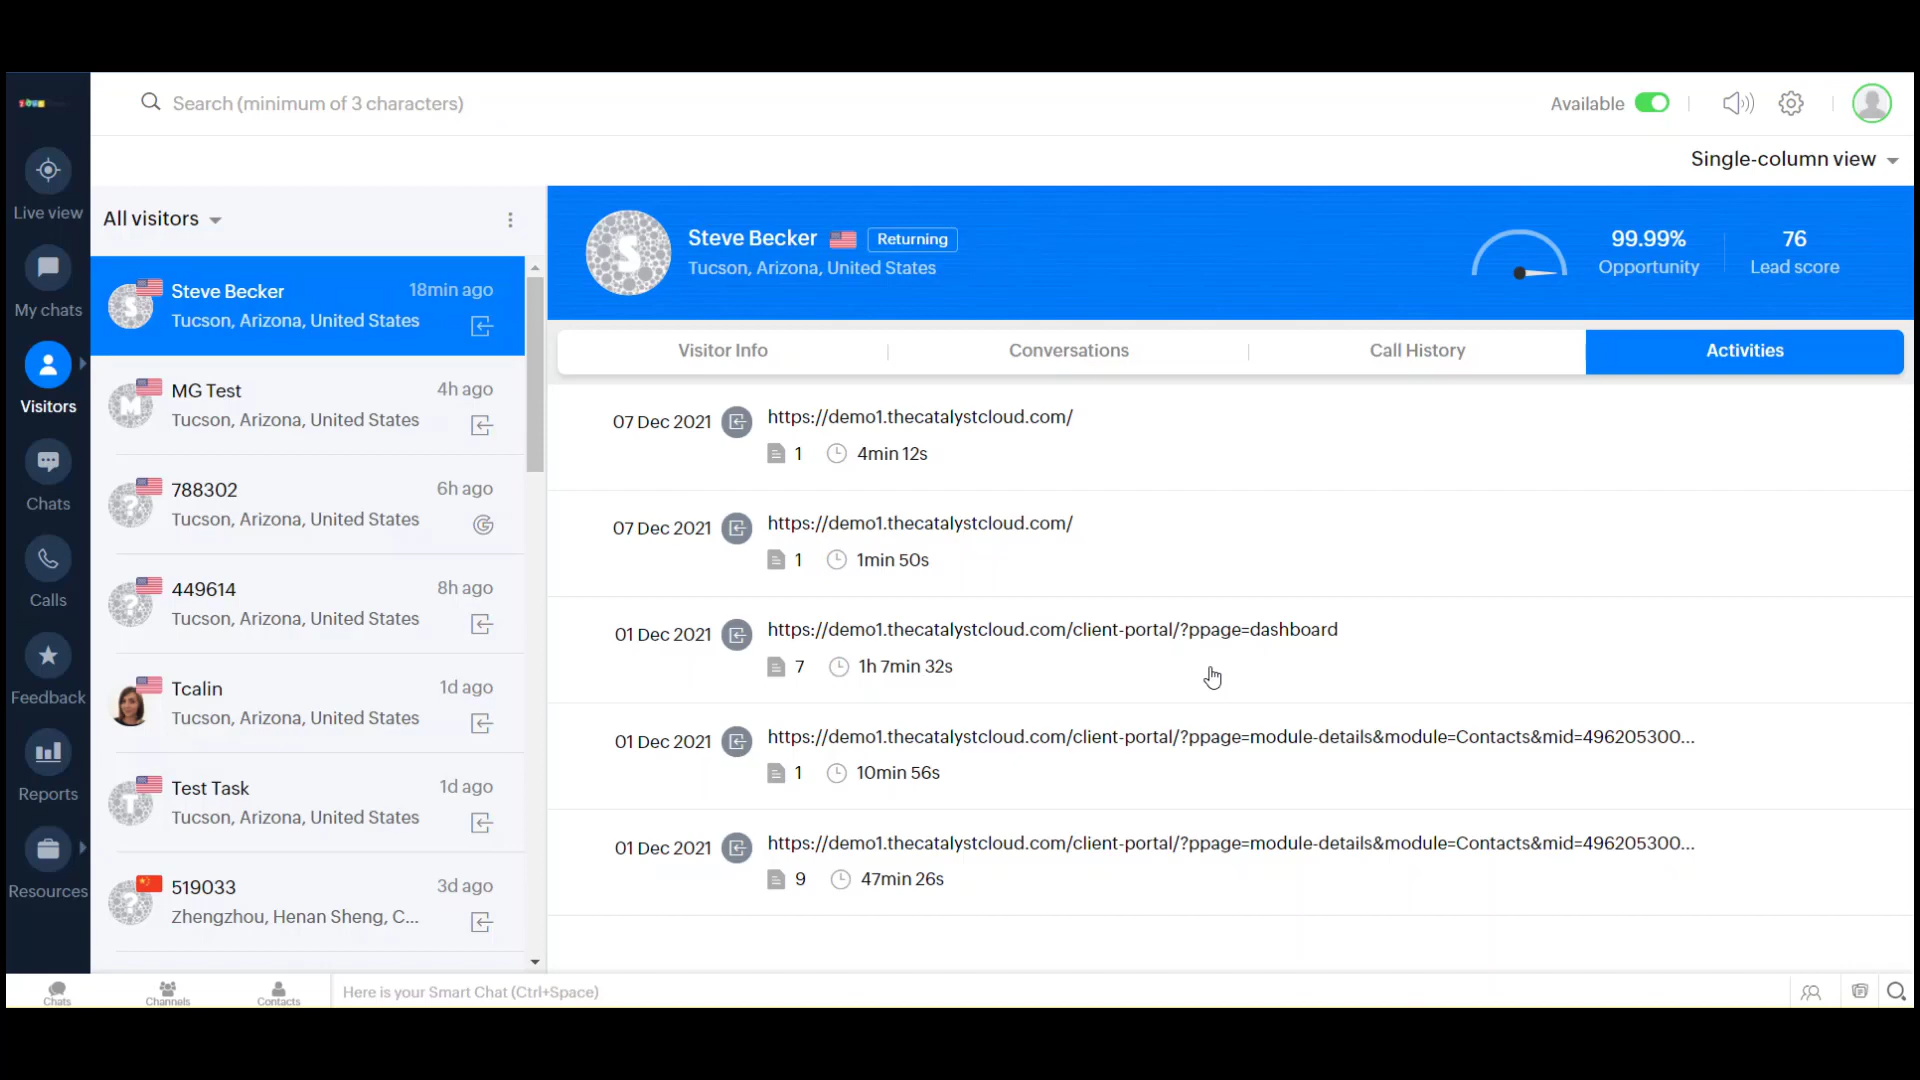 Search (minimum of 3 characters)
Available
Single-column view
Live view
My chats
Visitors
Chats
Calls
Feedback
Reports
Resources
All visitors
Steve Becker
18min ago
Tucson, Arizona, United States
MG Test
4h ago
Tucson, Arizona, United States
788302
6h ago
Tucson, Arizona, United States
449614
8h ago
Tucson, Arizona, United States
Tcalin
1d ago
Tucson, Arizona, United States
Test Task
1d ago
Tucson, Arizona, United States
519033
3d ago
Zhengzhou, Henan Sheng, C...
S
Steve Becker
Returning
Tucson, Arizona, United States
99.99%
Opportunity
76
Lead score
Visitor Info
Conversations
Call History
Activities
07 Dec 2021
https://demo1.thecatalystcloud.com/
1
4min 12s
07 Dec 2021
https://demo1.thecatalystcloud.com/
1
1min 50s
01 Dec 2021
https://demo1.thecatalystcloud.com/client-portal/?ppage=dashboard
7
1h 7min 32s
01 Dec 2021
https://demo1.thecatalystcloud.com/client-portal/?ppage=module-details&module=Contacts&mid=496205300...
1
10min 56s
01 Dec 2021
https://demo1.thecatalystcloud.com/client-portal/?ppage=module-details&module=Contacts&mid=496205300...
9
47min 26s
Chats
Channels
Contacts
Here is your Smart Chat (Ctrl+Space)